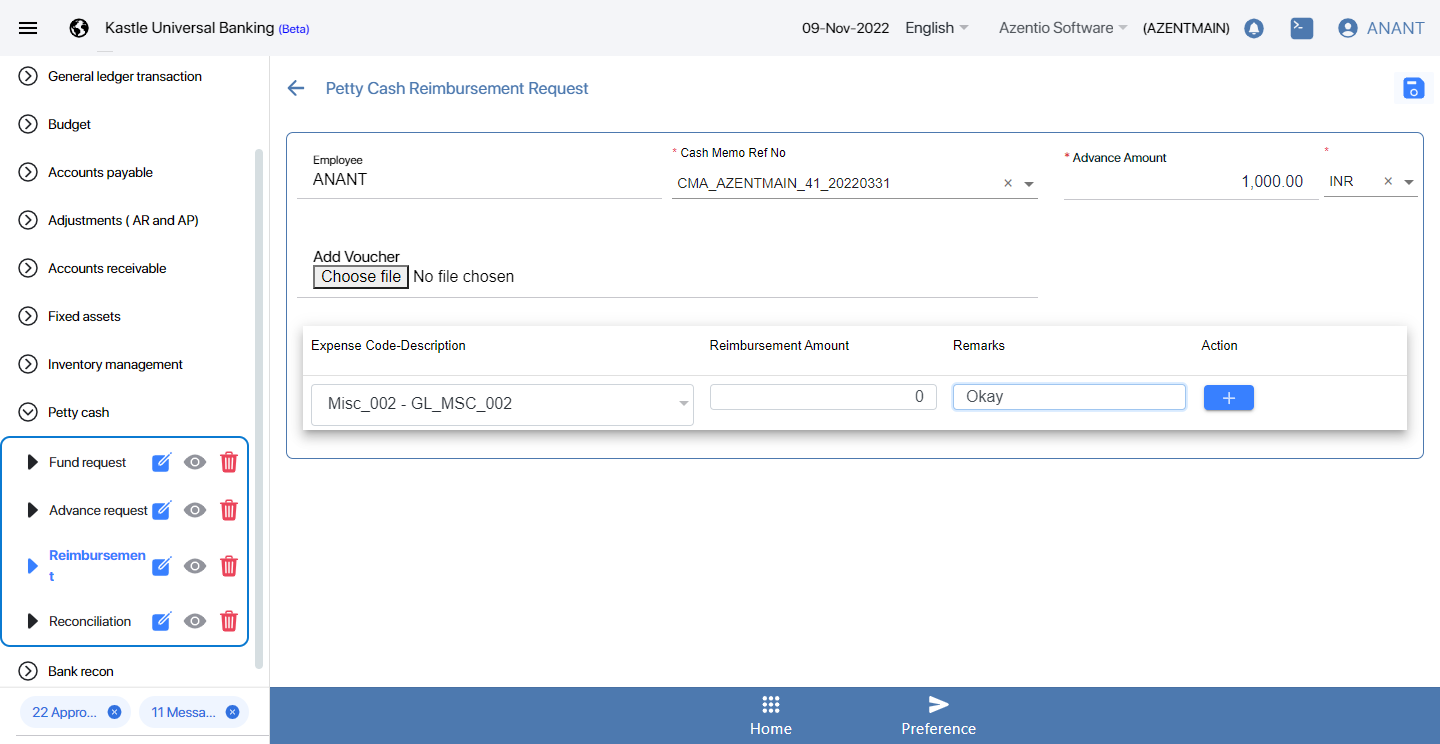 Kastle Universal Banking (Beta)
09-Nov-2022 English Azentio Software (AZENTMAIN) ANANT
General ledger transaction
Budget
Accounts payable
Adjustments ( AR and AP)
Accounts receivable
Fixed assets
Inventory management
Petty cash
Fund request
Advance request
Reimbursemen
t
Reconciliation
Bank recon
22 Appro...
11 Messa...
Petty Cash Reimbursement Request
Employee
ANANT
* Cash Memo Ref No
CMA_AZENTMAIN_41_20220331 ×
* Advance Amount
1,000.00
*
INR ×
Add Voucher
Choose file No file chosen
Expense Code-Description Reimbursement Amount Remarks Action
Misc_002 - GL_MSC_002 0 Okay +
Home Preference